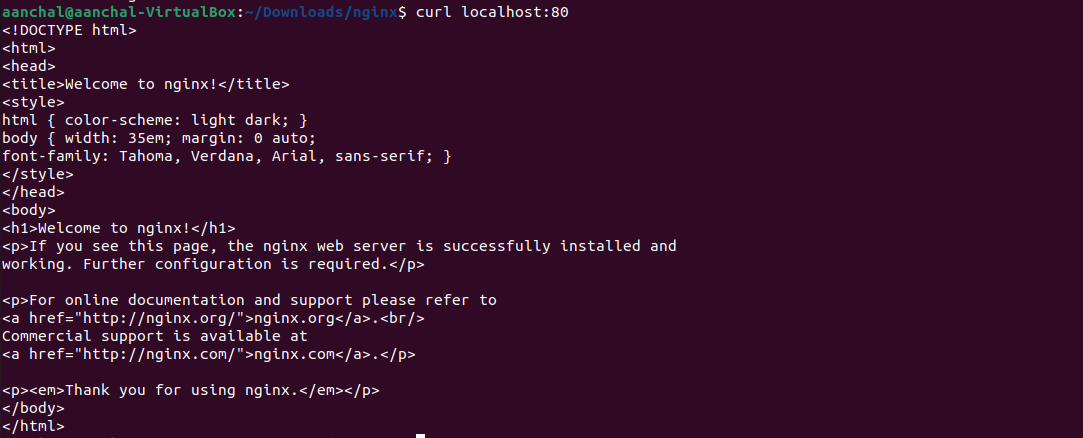 aanchal@aanchal-VirtualBox:~/Downloads/nginx$ curl localhost:80
<!DOCTYPE html>
<html>
<head>
<title>Welcome to nginx!</title>
<style>
html { color-scheme: light dark; }
body { width: 35em; margin: 0 auto;
font-family: Tahoma, Verdana, Arial, sans-serif; }
</style>
</head>
<body>
<h1>Welcome to nginx!</h1>
<p>If you see this page, the nginx web server is successfully installed and
working. Further configuration is required.</p>

<p>For online documentation and support please refer to
<a href="http://nginx.org/">nginx.org</a>.<br/>
Commercial support is available at
<a href="http://nginx.com/">nginx.com</a>.</p>

<p><em>Thank you for using nginx.</em></p>
</body>
</html>